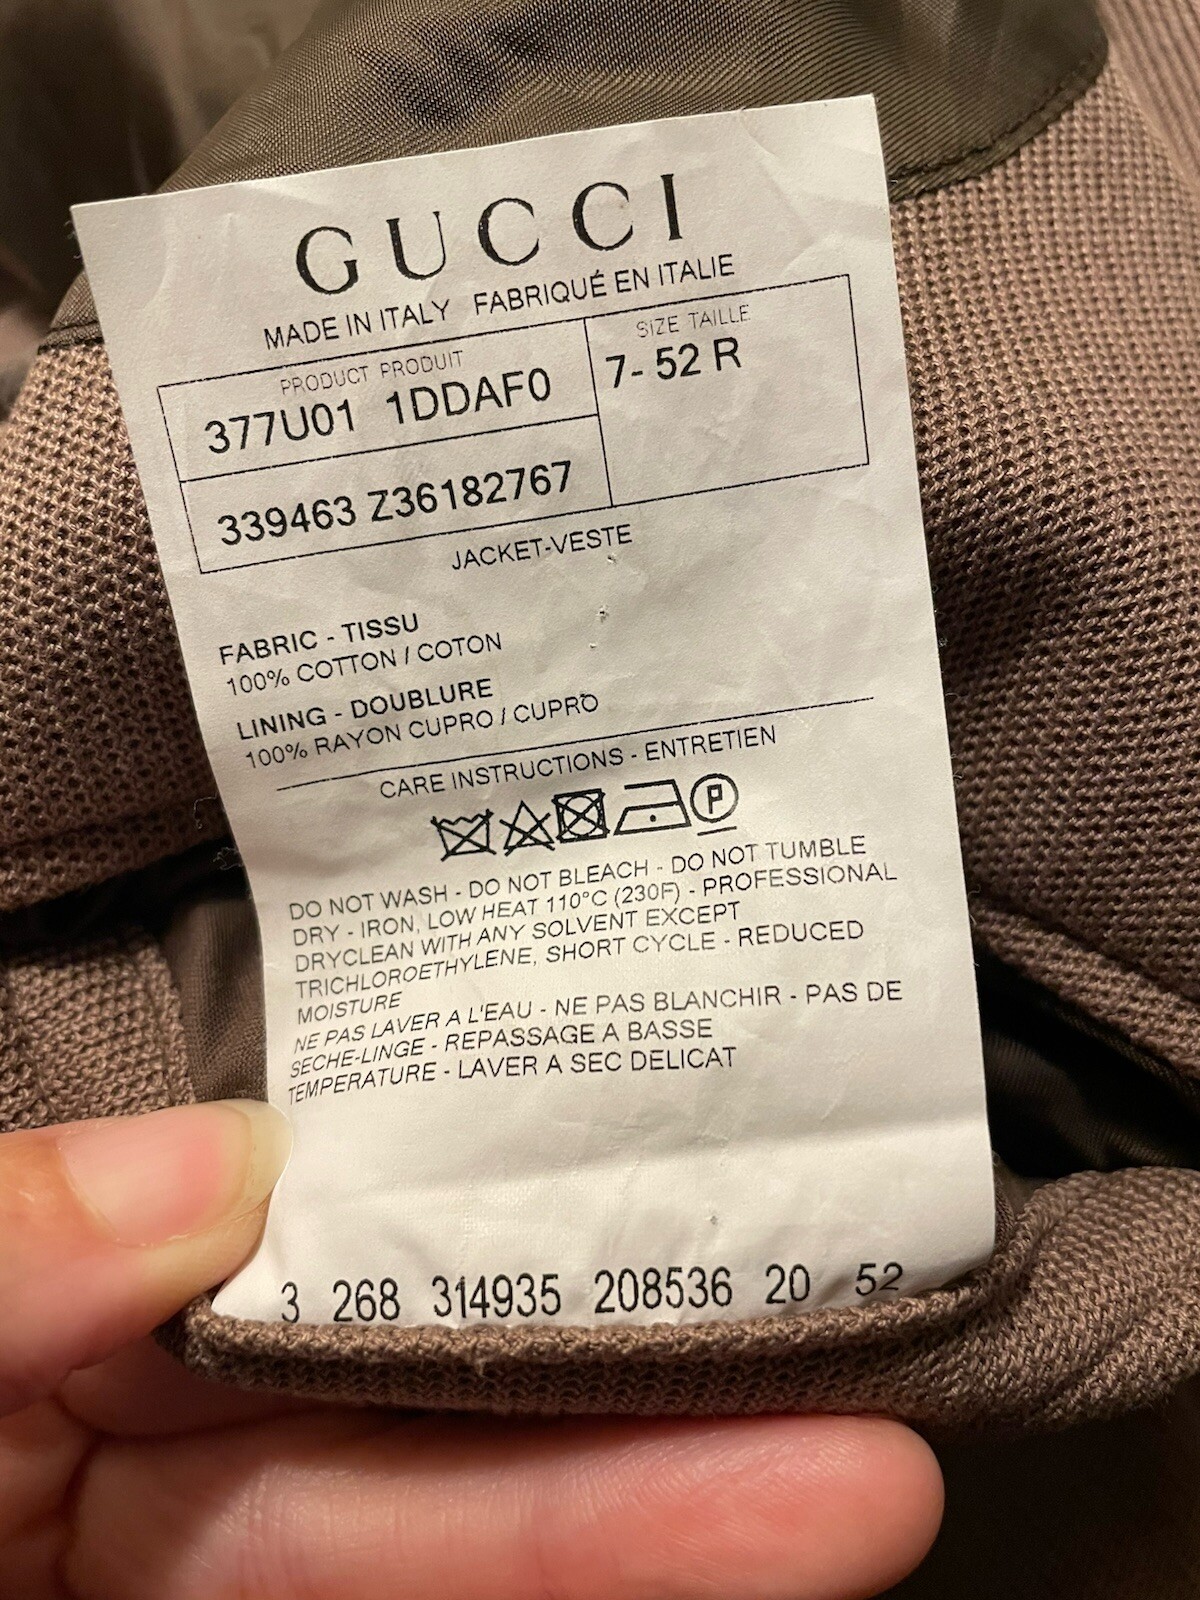 GUCCI
MADE IN ITALY FABRIQUÉ EN ITALIE
PRODUCT PRODUIT
377U01 1DDAF0
SIZE TAILLE
7- 52 R
339463 Z36182767
JACKET-VESTE
FABRIC - TISSU
100% COTTON / COTON
LINING - DOUBLURE
100% RAYON CUPRO / CUPRO
CARE INSTRUCTIONS - ENTRETIEN
P
DO NOT WASH - DO NOT BLEACH - DO NOT TUMBLE
DRY - IRON, LOW HEAT 110°C (230F) - PROFESSIONAL
DRYCLEAN WITH ANY SOLVENT EXCEPT
TRICHLOROETHYLENE, SHORT CYCLE - REDUCED
MOISTURE
NE PAS LAVER A L'EAU - NE PAS BLANCHIR - PAS DE
SECHE-LINGE - REPASSAGE A BASSE
TEMPERATURE - LAVER A SEC DELICAT
3 268 314935 208536 20 52